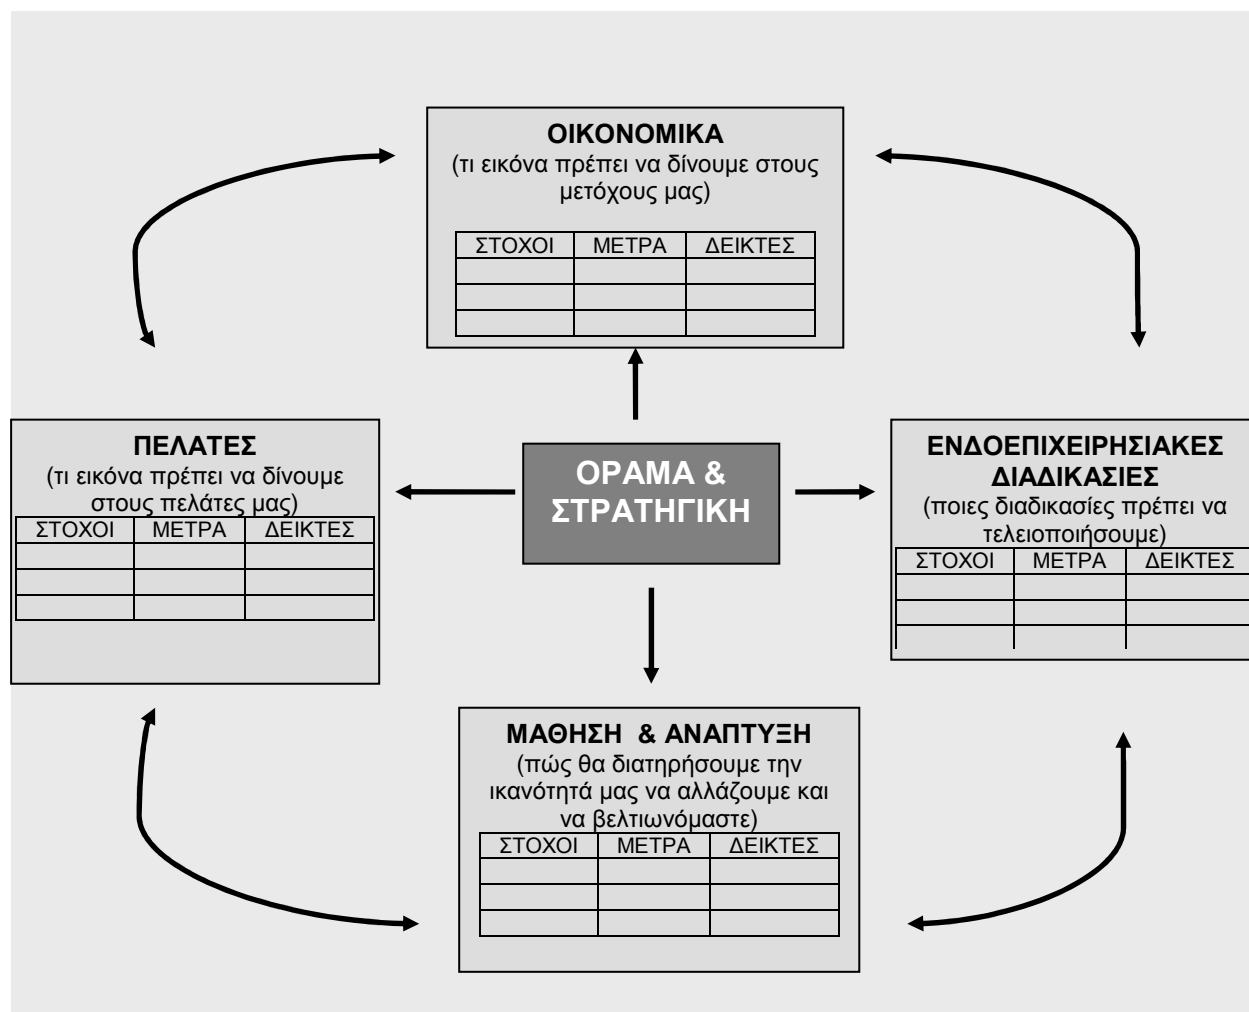 ΟΙΚΟΝΟΜΙΚΑ
(τι εικόνα πρέπει να δίνουμε στους
μετόχους μας)
ΣΤΟΧΟΙ ΜΕΤΡΑ ΔΕΙΚΤΕΣ
ΠΕΛΑΤΕΣ
(τι εικόνα πρέπει να δίνουμε
στους πελάτες μας)
ΣΤΟΧΟΙ ΜΕΤΡΑ ΔΕΙΚΤΕΣ
ΟΡΑΜΑ &
ΣΤΡΑΤΗΓΙΚΗ
ΕΝΔΟΕΠΙΧΕΙΡΗΣΙΑΚΕΣ
ΔΙΑΔΙΚΑΣΙΕΣ
(ποιες διαδικασίες πρέπει να
τελειοποιήσουμε)
ΣΤΟΧΟΙ ΜΕΤΡΑ ΔΕΙΚΤΕΣ
ΜΑΘΗΣΗ & ΑΝΑΠΤΥΞΗ
(πώς θα διατηρήσουμε την
ικανότητά μας να αλλάζουμε και
να βελτιωνόμαστε)
ΣΤΟΧΟΙ ΜΕΤΡΑ ΔΕΙΚΤΕΣ